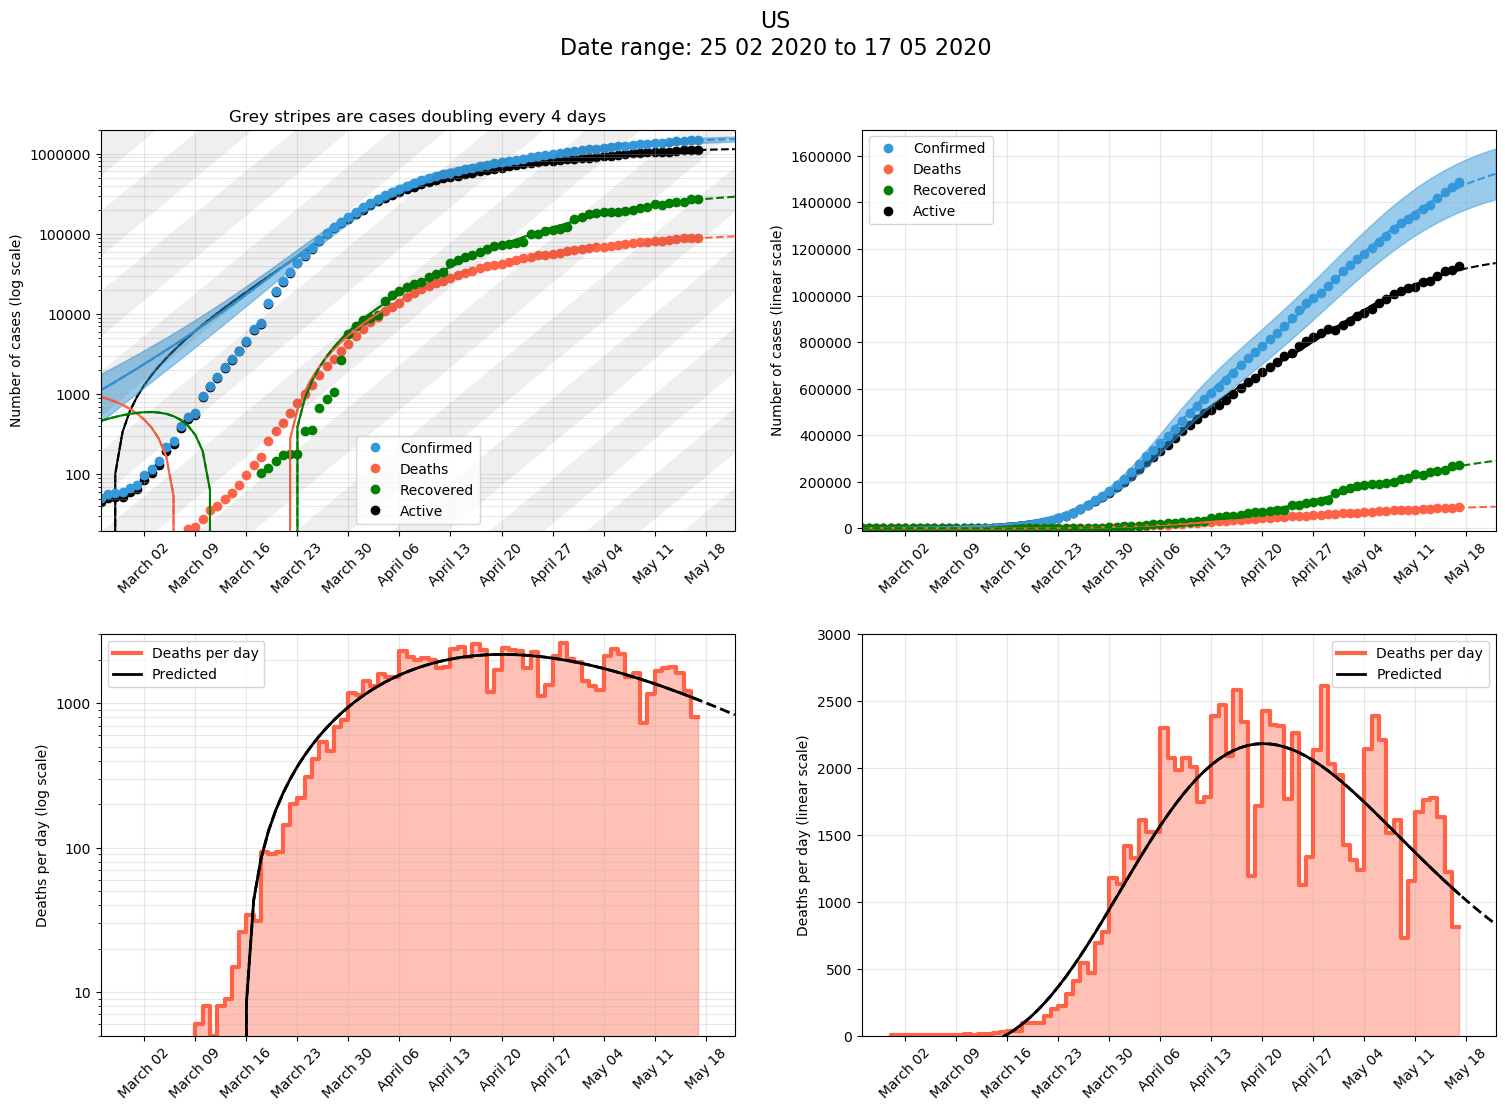 US
Date range: 25 02 2020 to 17 05 2020
Grey stripes are cases doubling every 4 days
Number of cases (log scale)
1000000
100000
10000
1000
100
Confirmed
Deaths
Recovered
Active
March 02
March 09
March 16
March 23
March 30
April 06
April 13
April 20
April 27
May 04
May 11
May 18
Number of cases (linear scale)
1600000
1400000
1200000
1000000
800000
600000
400000
200000
0
Confirmed
Deaths
Recovered
Active
March 02
March 09
March 16
March 23
March 30
April 06
April 13
April 20
April 27
May 04
May 11
May 18
Deaths per day (log scale)
1000
100
10
Deaths per day
Predicted
March 02
March 09
March 16
March 23
March 30
April 06
April 13
April 20
April 27
May 04
May 11
May 18
Deaths per day (linear scale)
3000
2500
2000
1500
1000
500
0
Deaths per day
Predicted
March 02
March 09
March 16
March 23
March 30
April 06
April 13
April 20
April 27
May 04
May 11
May 18